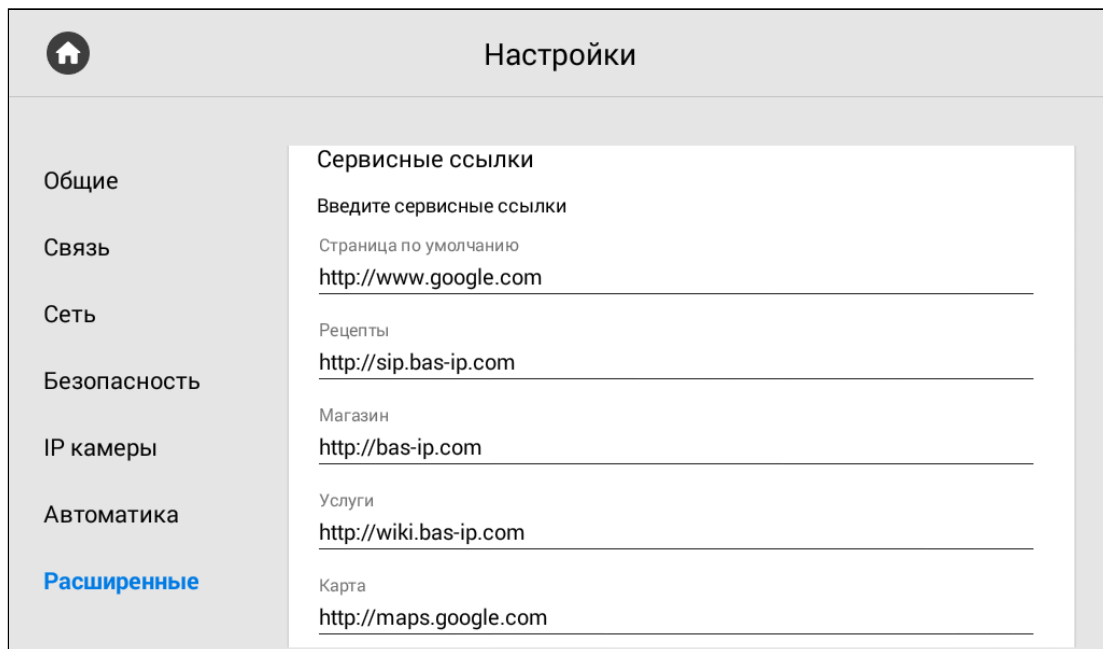 Настройки
Общие
Связь
Сеть
Безопасность
IP камеры
Автоматика
Расширенные
Сервисные ссылки
Введите сервисные ссылки
Страница по умолчанию
http://www.google.com
Рецепты
http://sip.bas-ip.com
Магазин
http://bas-ip.com
Услуги
http://wiki.bas-ip.com
Карта
http://maps.google.com